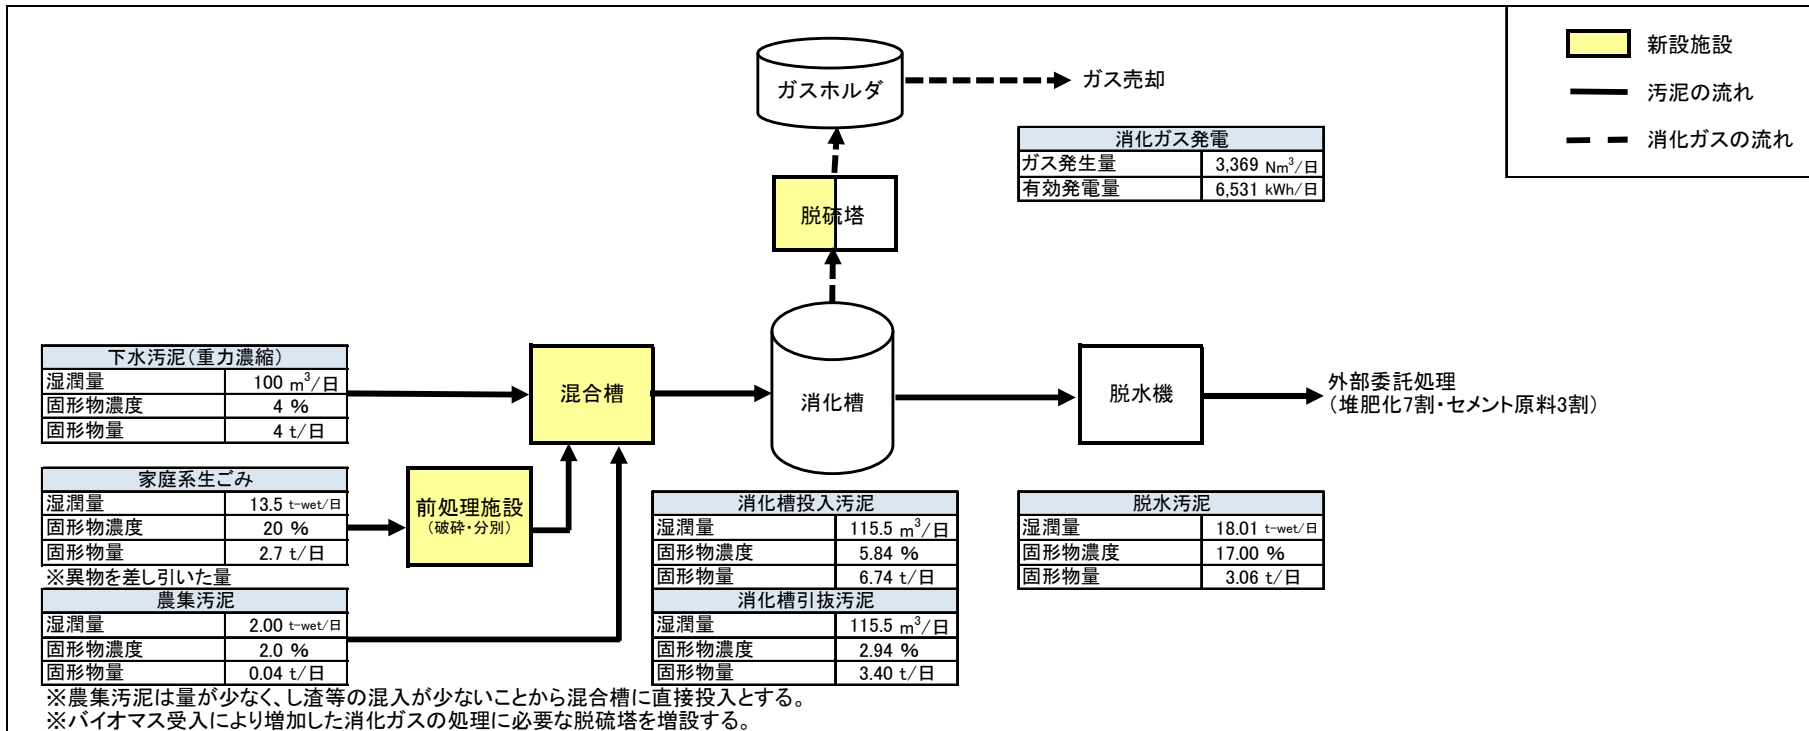 新設施設
汚泥の流れ
消化ガスの流れ
ガスホルダ
ガス売却
消化ガス発電
ガス発生量 3,369 Nm³/日
有効発電量 6,531 kWh/日
脱硫塔
下水汚泥（重力濃縮）
湿潤量 100 m³/日
固形物濃度 4 %
固形物量 4 t/日
混合槽
消化槽
脱水機
外部委託処理
（堆肥化7割・セメント原料3割）
家庭系生ごみ
湿潤量 13.5 t-wet/日
固形物濃度 20 %
固形物量 2.7 t/日
※異物を差し引いた量
前処理施設
（破砕・分別）
農集汚泥
湿潤量 2.00 t-wet/日
固形物濃度 2.0 %
固形物量 0.04 t/日
消化槽投入汚泥
湿潤量 115.5 m³/日
固形物濃度 5.84 %
固形物量 6.74 t/日
消化槽引抜汚泥
湿潤量 115.5 m³/日
固形物濃度 2.94 %
固形物量 3.40 t/日
脱水汚泥
湿潤量 18.01 t-wet/日
固形物濃度 17.00 %
固形物量 3.06 t/日
※農集汚泥は量が少なく、し渣等の混入が少ないことから混合槽に直接投入とする。
※バイオマス受入により増加した消化ガスの処理に必要な脱硫塔を増設する。